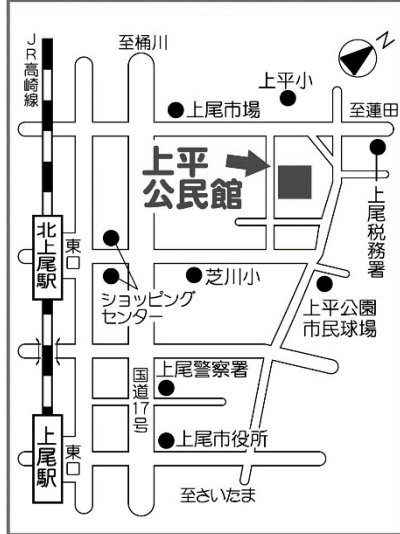 JR高崎線
至桶川
N
上平小
上尾市場
至蓮田
上平
公民館
上尾税務署
北上尾駅
東口
芝川小
ショッピング
センター
上平公園
市民球場
国道17号
上尾警察署
上尾駅
東口
上尾市役所
至さいたま